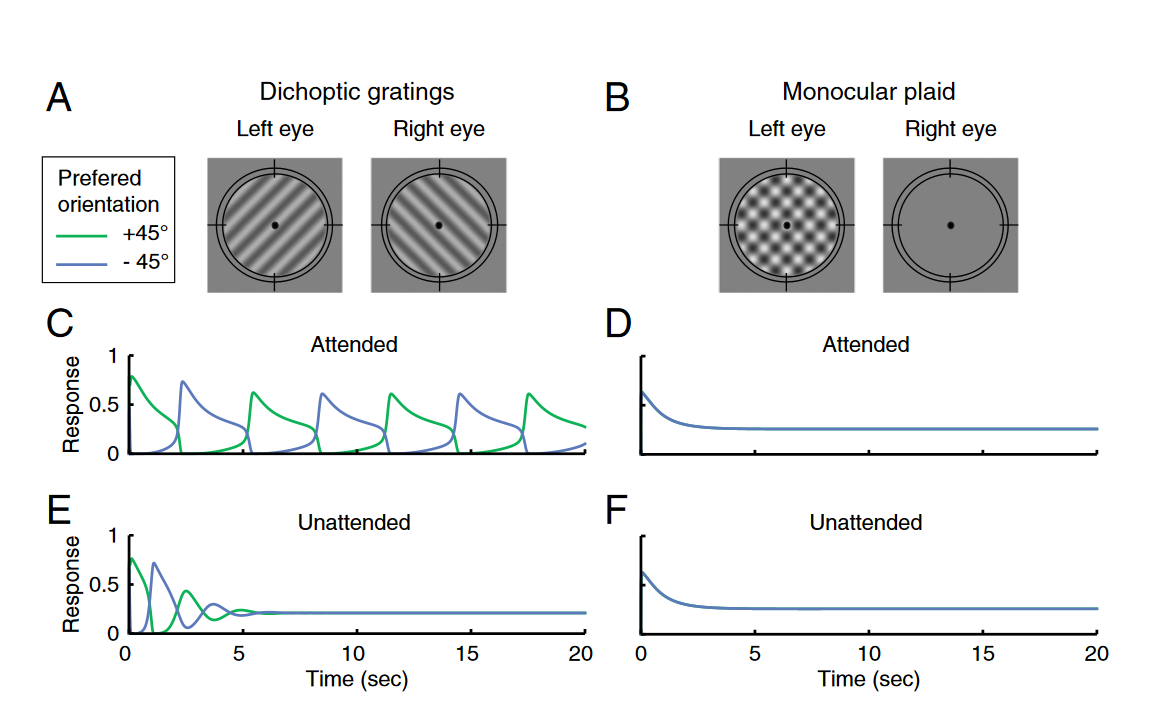 A
Dichoptic gratings
Left eye Right eye
Prefered
orientation
+45°
- 45°
B
Monocular plaid
Left eye Right eye
C
Attended
Response
1
0.5
0
D
Attended
E
Unattended
Response
1
0.5
0
0 5 10 15 20
Time (sec)
F
Unattended
0 5 10 15 20
Time (sec)